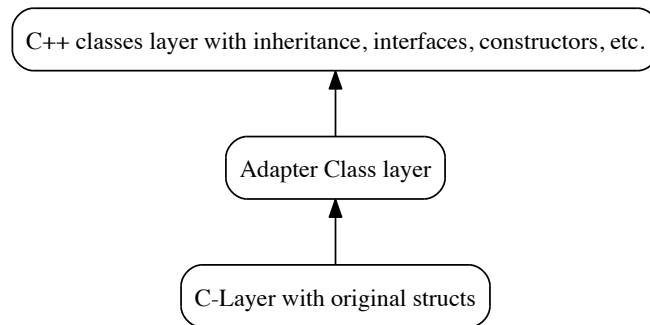 C++ classes layer with inheritance, interfaces, constructors, etc.
Adapter Class layer
C-Layer with original structs